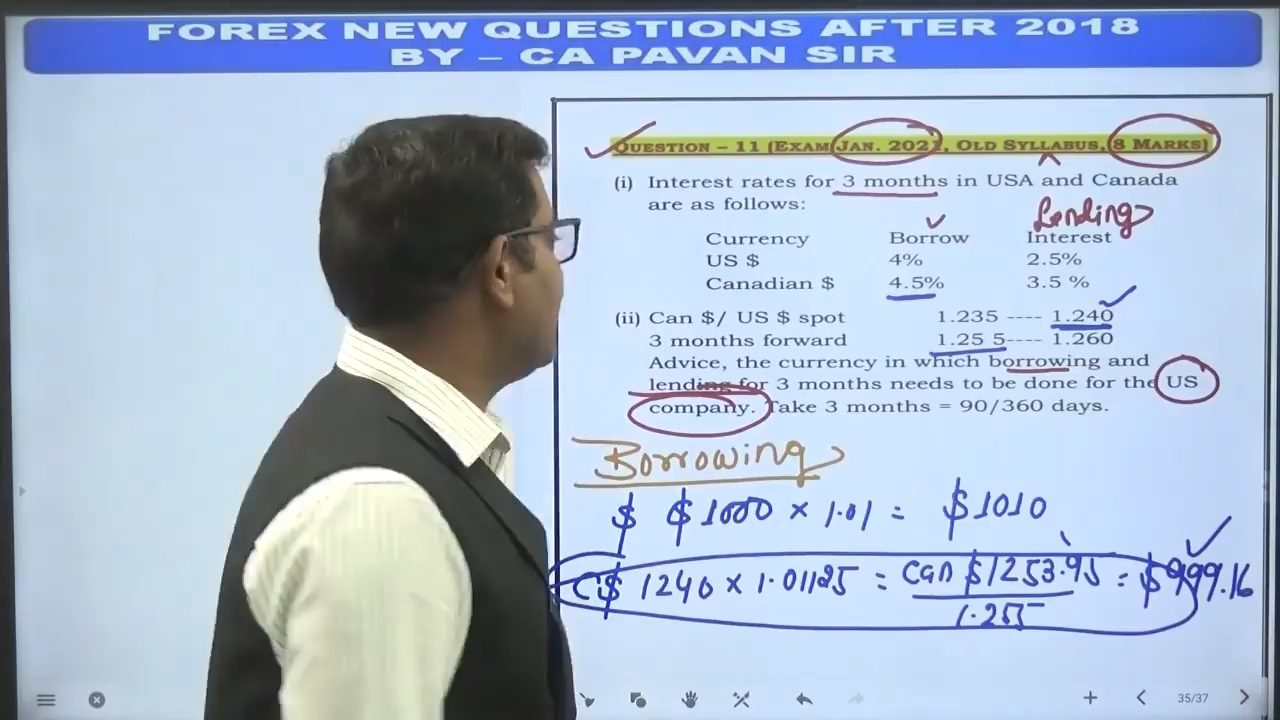 FOREX NEW QUESTIONS AFTER 2018
BY – CA PAVAN SIR
QUESTION – 11 [EXAM JAN. 2021, OLD SYLLABUS, 8 MARKS]
(i) Interest rates for 3 months in USA and Canada
are as follows:
Lending
Currency Borrow Interest
US $ 4% 2.5%
Canadian $ 4.5% 3.5 %
(ii) Can $/ US $ spot 1.235 ---- 1.240
3 months forward 1.25 5---- 1.260
Advice, the currency in which borrowing and
lending for 3 months needs to be done for the US
company. Take 3 months = 90/360 days.
Borrowing
$ $1000 × 1.01 = $1010
C$ 1240 × 1.01125 = Can $1253.95 = $999.16
1.255
35/37